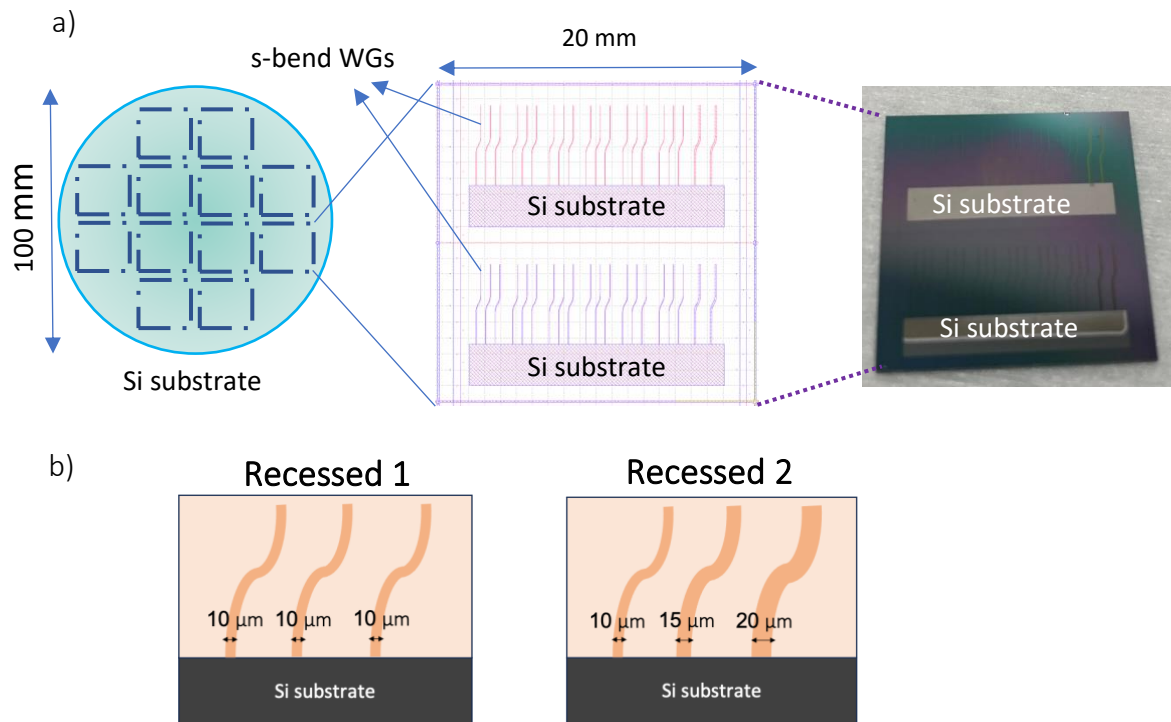 a)
20 mm
s-bend WGs
100 mm
Si substrate
Si substrate
Si substrate
Si substrate
Si substrate
b)
Recessed 1
Recessed 2
10 μm
10 μm
10 μm
10 μm
15 μm
20 μm
Si substrate
Si substrate